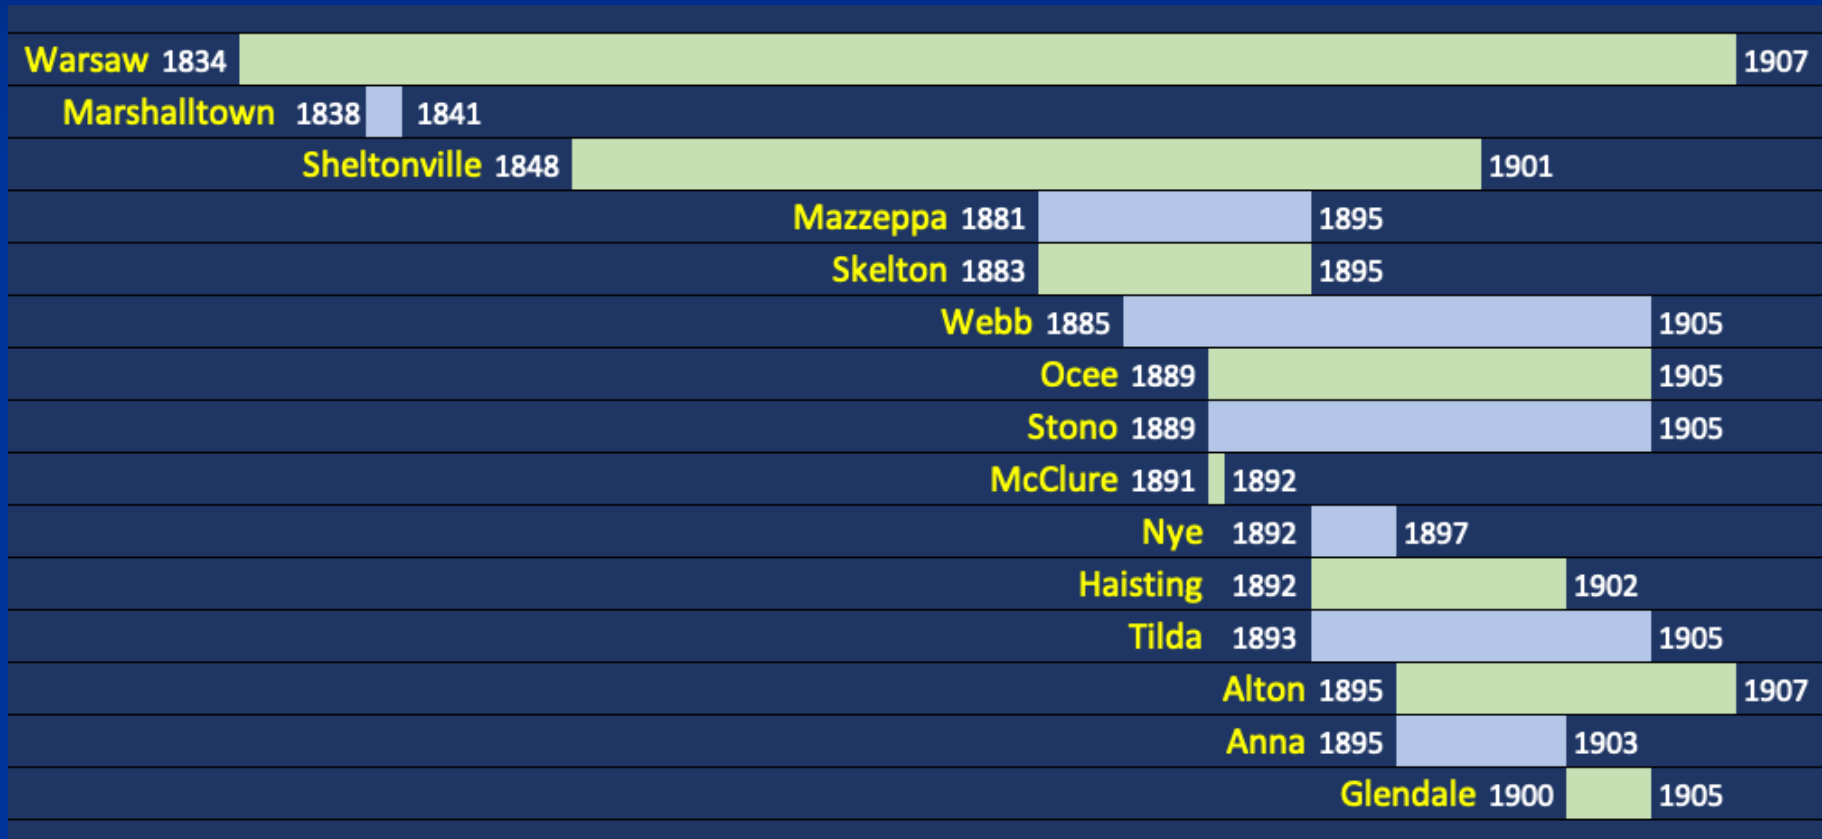 Warsaw 1834 1907
Marshalltown 1838 1841
Sheltonville 1848 1901
Mazzeppa 1881 1895
Skelton 1883 1895
Webb 1885 1905
Ocee 1889 1905
Stono 1889 1905
McClure 1891 1892
Nye 1892 1897
Haisting 1892 1902
Tilda 1893 1905
Alton 1895 1907
Anna 1895 1903
Glendale 1900 1905